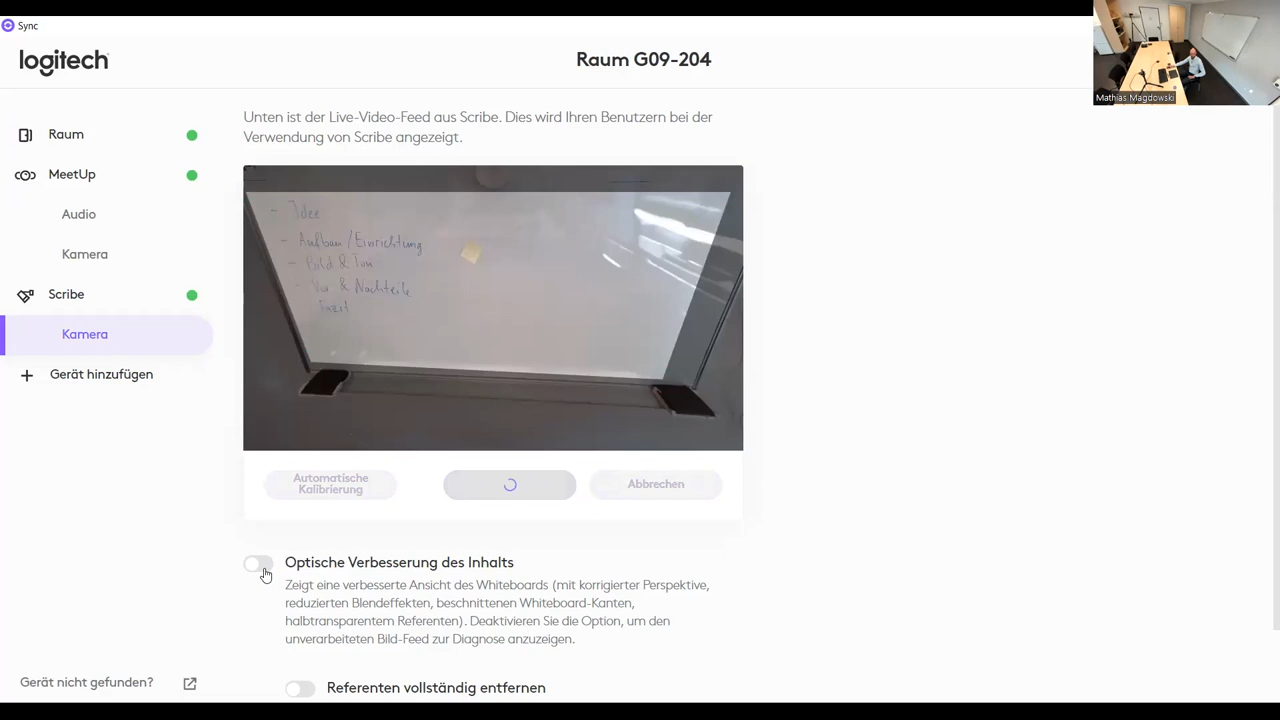 Sync
logitech
Raum G09-204
Mathias Magdowski
Raum
MeetUp
Audio
Kamera
Scribe
Kamera
Gerät hinzufügen
Gerät nicht gefunden?
Unten ist der Live-Video-Feed aus Scribe. Dies wird Ihren Benutzern bei der
Verwendung von Scribe angezeigt.
- Idee
- Aufbau/Einrichtung
- Bild & Ton
- Vor & Nachteile
Fazit
Automatische
Kalibrierung
Abbrechen
Optische Verbesserung des Inhalts
Zeigt eine verbesserte Ansicht des Whiteboards (mit korrigierter Perspektive,
reduzierten Blendeffekten, beschnittenen Whiteboard-Kanten,
halbtransparentem Referenten). Deaktivieren Sie die Option, um den
unverarbeiteten Bild-Feed zur Diagnose anzuzeigen.
Referenten vollständig entfernen